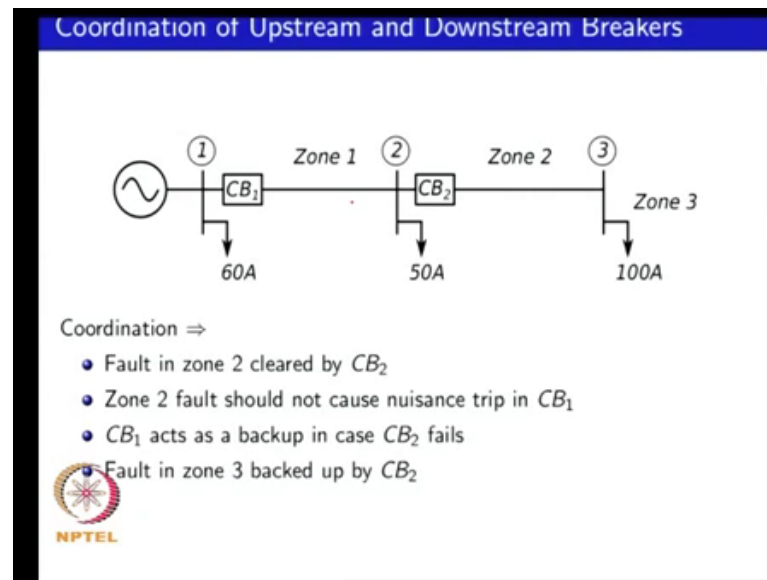 Coordination of Upstream and Downstream Breakers
1 Zone 1 2 Zone 2 3
CB₁ CB₂ Zone 3
60A 50A 100A
Coordination ⇒
Fault in zone 2 cleared by CB₂
Zone 2 fault should not cause nuisance trip in CB₁
CB₁ acts as a backup in case CB₂ fails
Fault in zone 3 backed up by CB₂
NPTEL